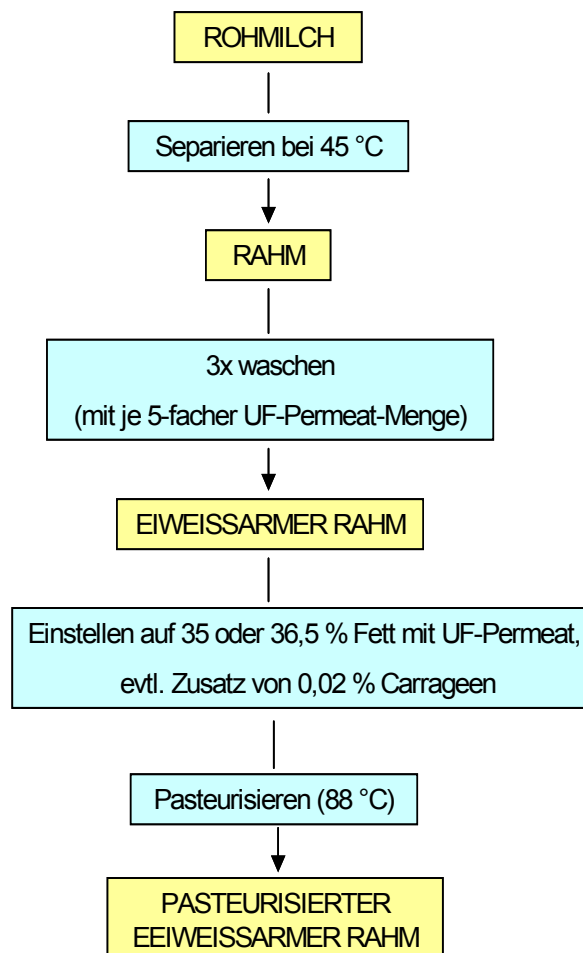 ROHMILCH
Separieren bei 45 °C
RAHM
3x waschen
(mit je 5-facher UF-Permeat-Menge)
EIWEISSARMER RAHM
Einstellen auf 35 oder 36,5 % Fett mit UF-Permeat,
evtl. Zusatz von 0,02 % Carrageen
Pasteurisieren (88 °C)
PASTEURISIERTER
EEIWEISSARMER RAHM